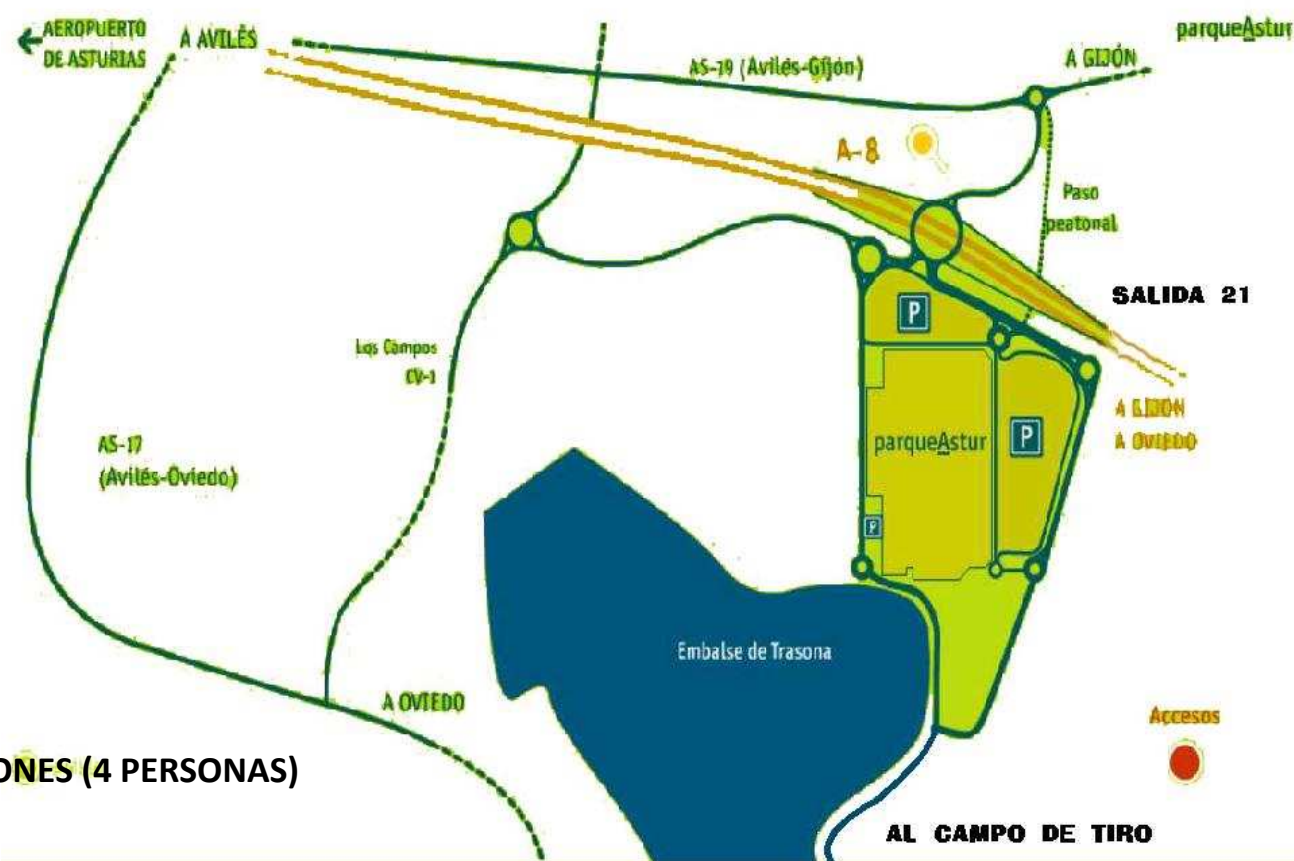 AEROPUERTO
DE ASTURIAS
A AVILÉS
parqueAstur
AS-19 (Avilés-Gijón)
A GIJÓN
A-8
Paso
peatonal
SALIDA 21
P
Los Campos
CV-1
A GIJÓN
A OVIEDO
AS-17
(Avilés-Oviedo)
parqueAstur
P
P
Embalse de Trasona
A OVIEDO
Accesos
ONES (4 PERSONAS)
AL CAMPO DE TIRO